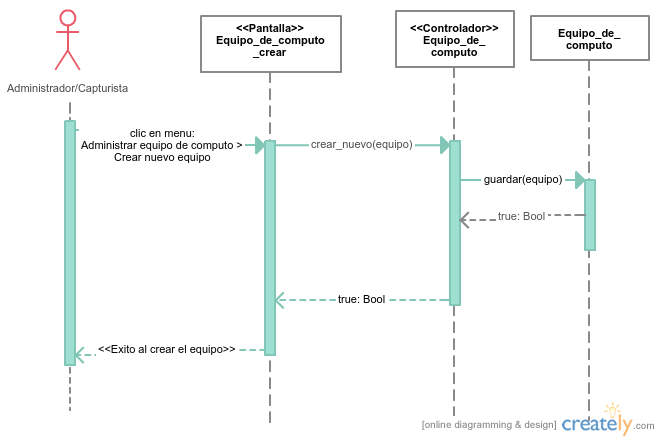 <<Pantalla>>
Equipo_de_computo
_crear
<<Controlador>>
Equipo_de_
computo
Equipo_de_
computo
Administrador/Capturista
clic en menu:
Administrar equipo de computo >
Crear nuevo equipo
crear_nuevo(equipo)
guardar(equipo)
true: Bool
true: Bool
<<Exito al crear el equipo>>
[online diagramming & design] creately.com